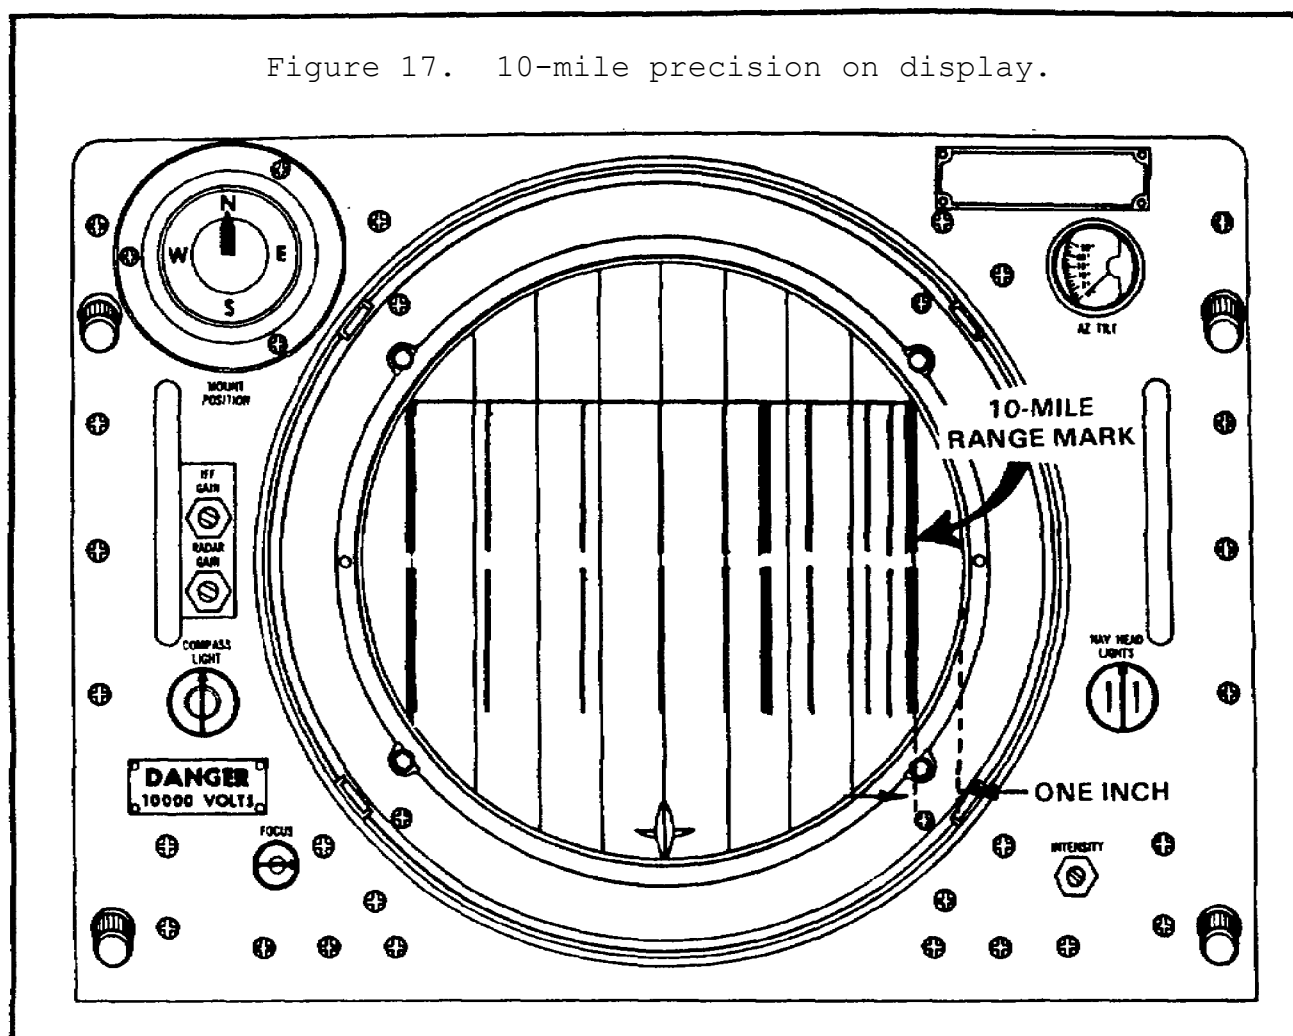 Figure 17. 10-mile precision on display.
N
W E
S
MOUNT
POSITION
AZ TILT
10-MILE
RANGE MARK
IFF
GAIN
RADAR
GAIN
COMPASS
LIGHT
NAV HEAD
LIGHTS
DANGER
10000 VOLTS
ONE INCH
FOCUS
INTENSITY